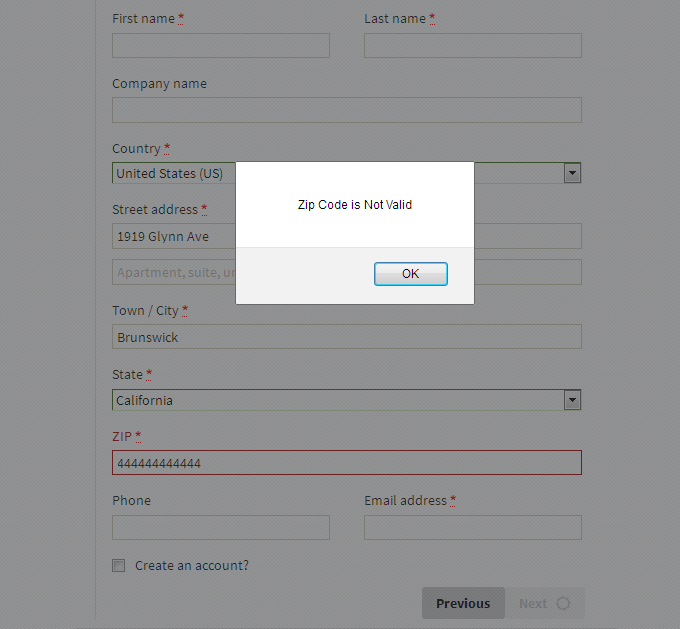 First name *
Last name *
Company name
Country *
United States (US)
Zip Code is Not Valid
OK
Street address *
1919 Glynn Ave
Apartment, suite, un
Town / City *
Brunswick
State *
California
ZIP *
444444444444
Phone
Email address *
Create an account?
Previous
Next